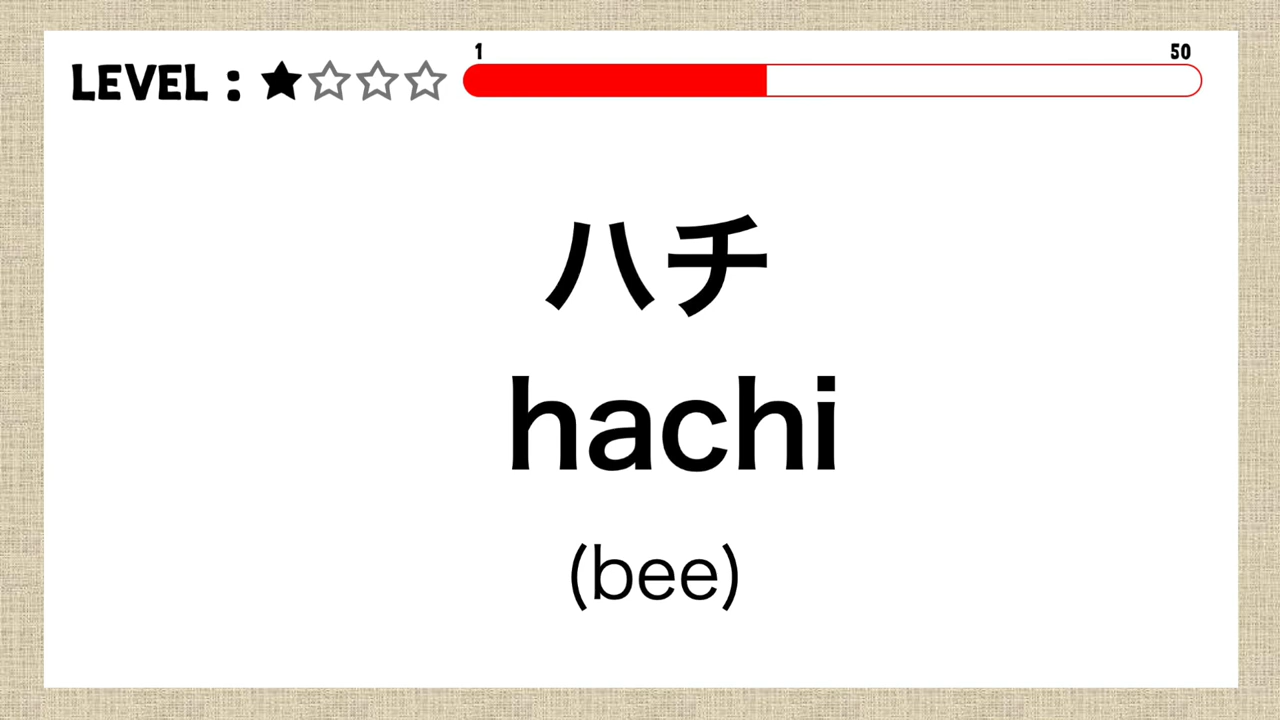 1 50
LEVEL : ★☆☆☆
ハチ
hachi
(bee)